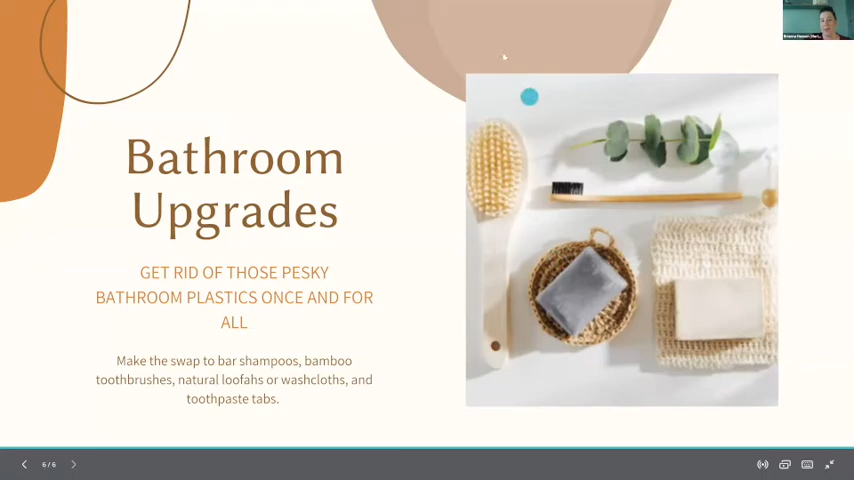 Bathroom
Upgrades
GET RID OF THOSE PESKY
BATHROOM PLASTICS ONCE AND FOR
ALL
Make the swap to bar shampoos, bamboo
toothbrushes, natural loofahs or washcloths, and
toothpaste tabs.
6 / 6